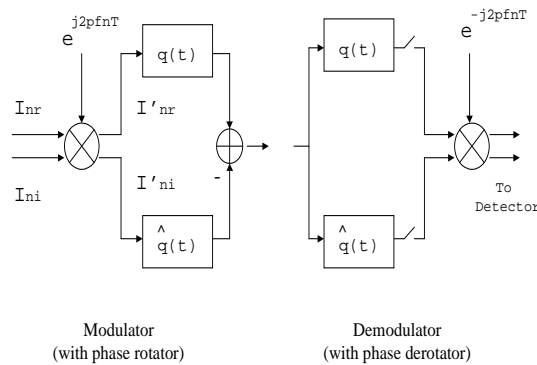 e^j2pfnT
e^-j2pfnT
q(t)
q(t)
Inr
I'nr
Ini
I'ni
-
^
q(t)
^
q(t)
To
Detector
Modulator
(with phase rotator)
Demodulator
(with phase derotator)